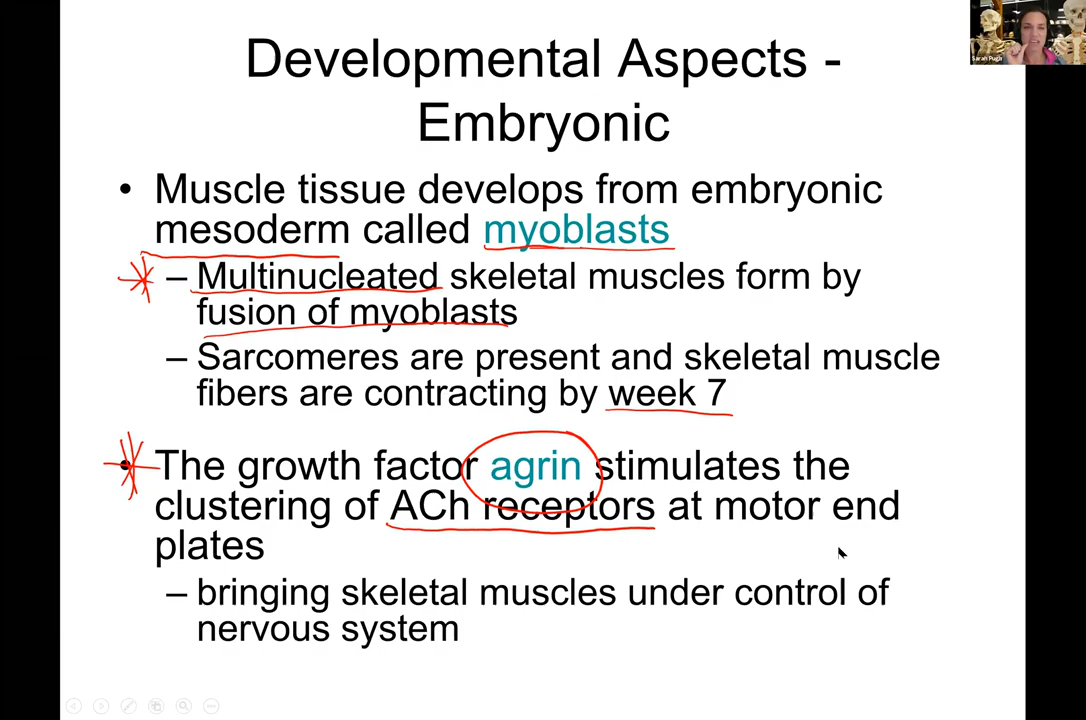 Developmental Aspects -
Embryonic
• Muscle tissue develops from embryonic
mesoderm called myoblasts
– Multinucleated skeletal muscles form by
fusion of myoblasts
– Sarcomeres are present and skeletal muscle
fibers are contracting by week 7
• The growth factor agrin stimulates the
clustering of ACh receptors at motor end
plates
– bringing skeletal muscles under control of
nervous system
Sarah Pugh